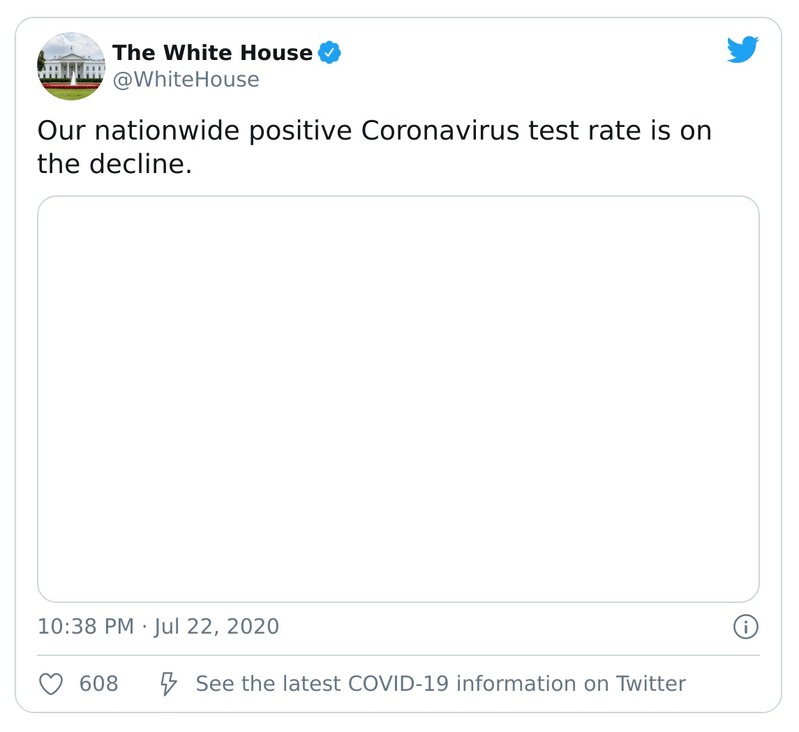 The White House
@WhiteHouse
Our nationwide positive Coronavirus test rate is on
the decline.
10:38 PM · Jul 22, 2020
608 See the latest COVID-19 information on Twitter